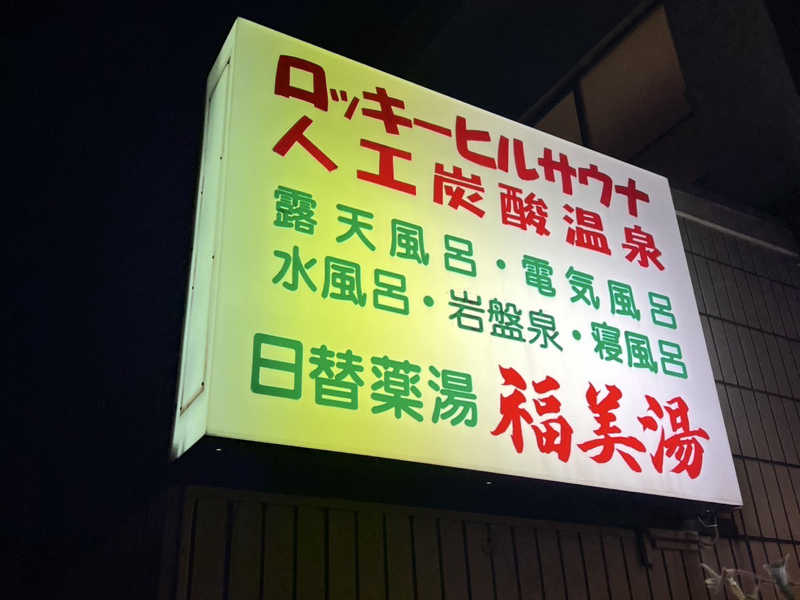 ロッキーヒルサウナ
人工炭酸温泉
露天風呂・電気風呂
水風呂・岩盤泉・寝風呂
日替薬湯 福美湯